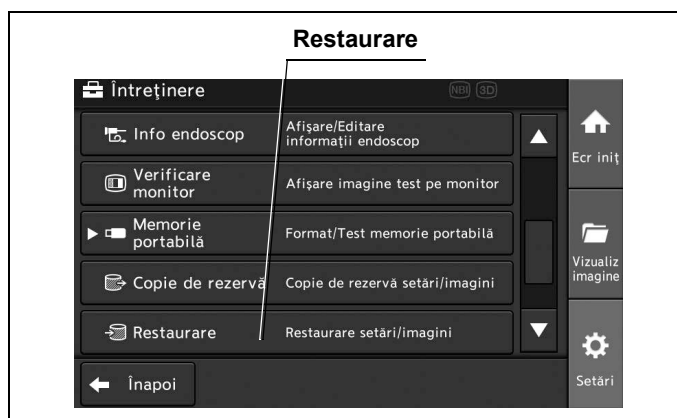 Restaurare
Întreţinere
NBI 3D
Info endoscop
Afişare/Editare
informaţii endoscop
Ecr iniţ
Verificare
monitor
Afişare imagine test pe monitor
Memorie
portabilă
Format/Test memorie portabilă
Vizualiz
imagine
Copie de rezervă
Copie de rezervă setări/imagini
Restaurare
Restaurare setări/imagini
Înapoi
Setări